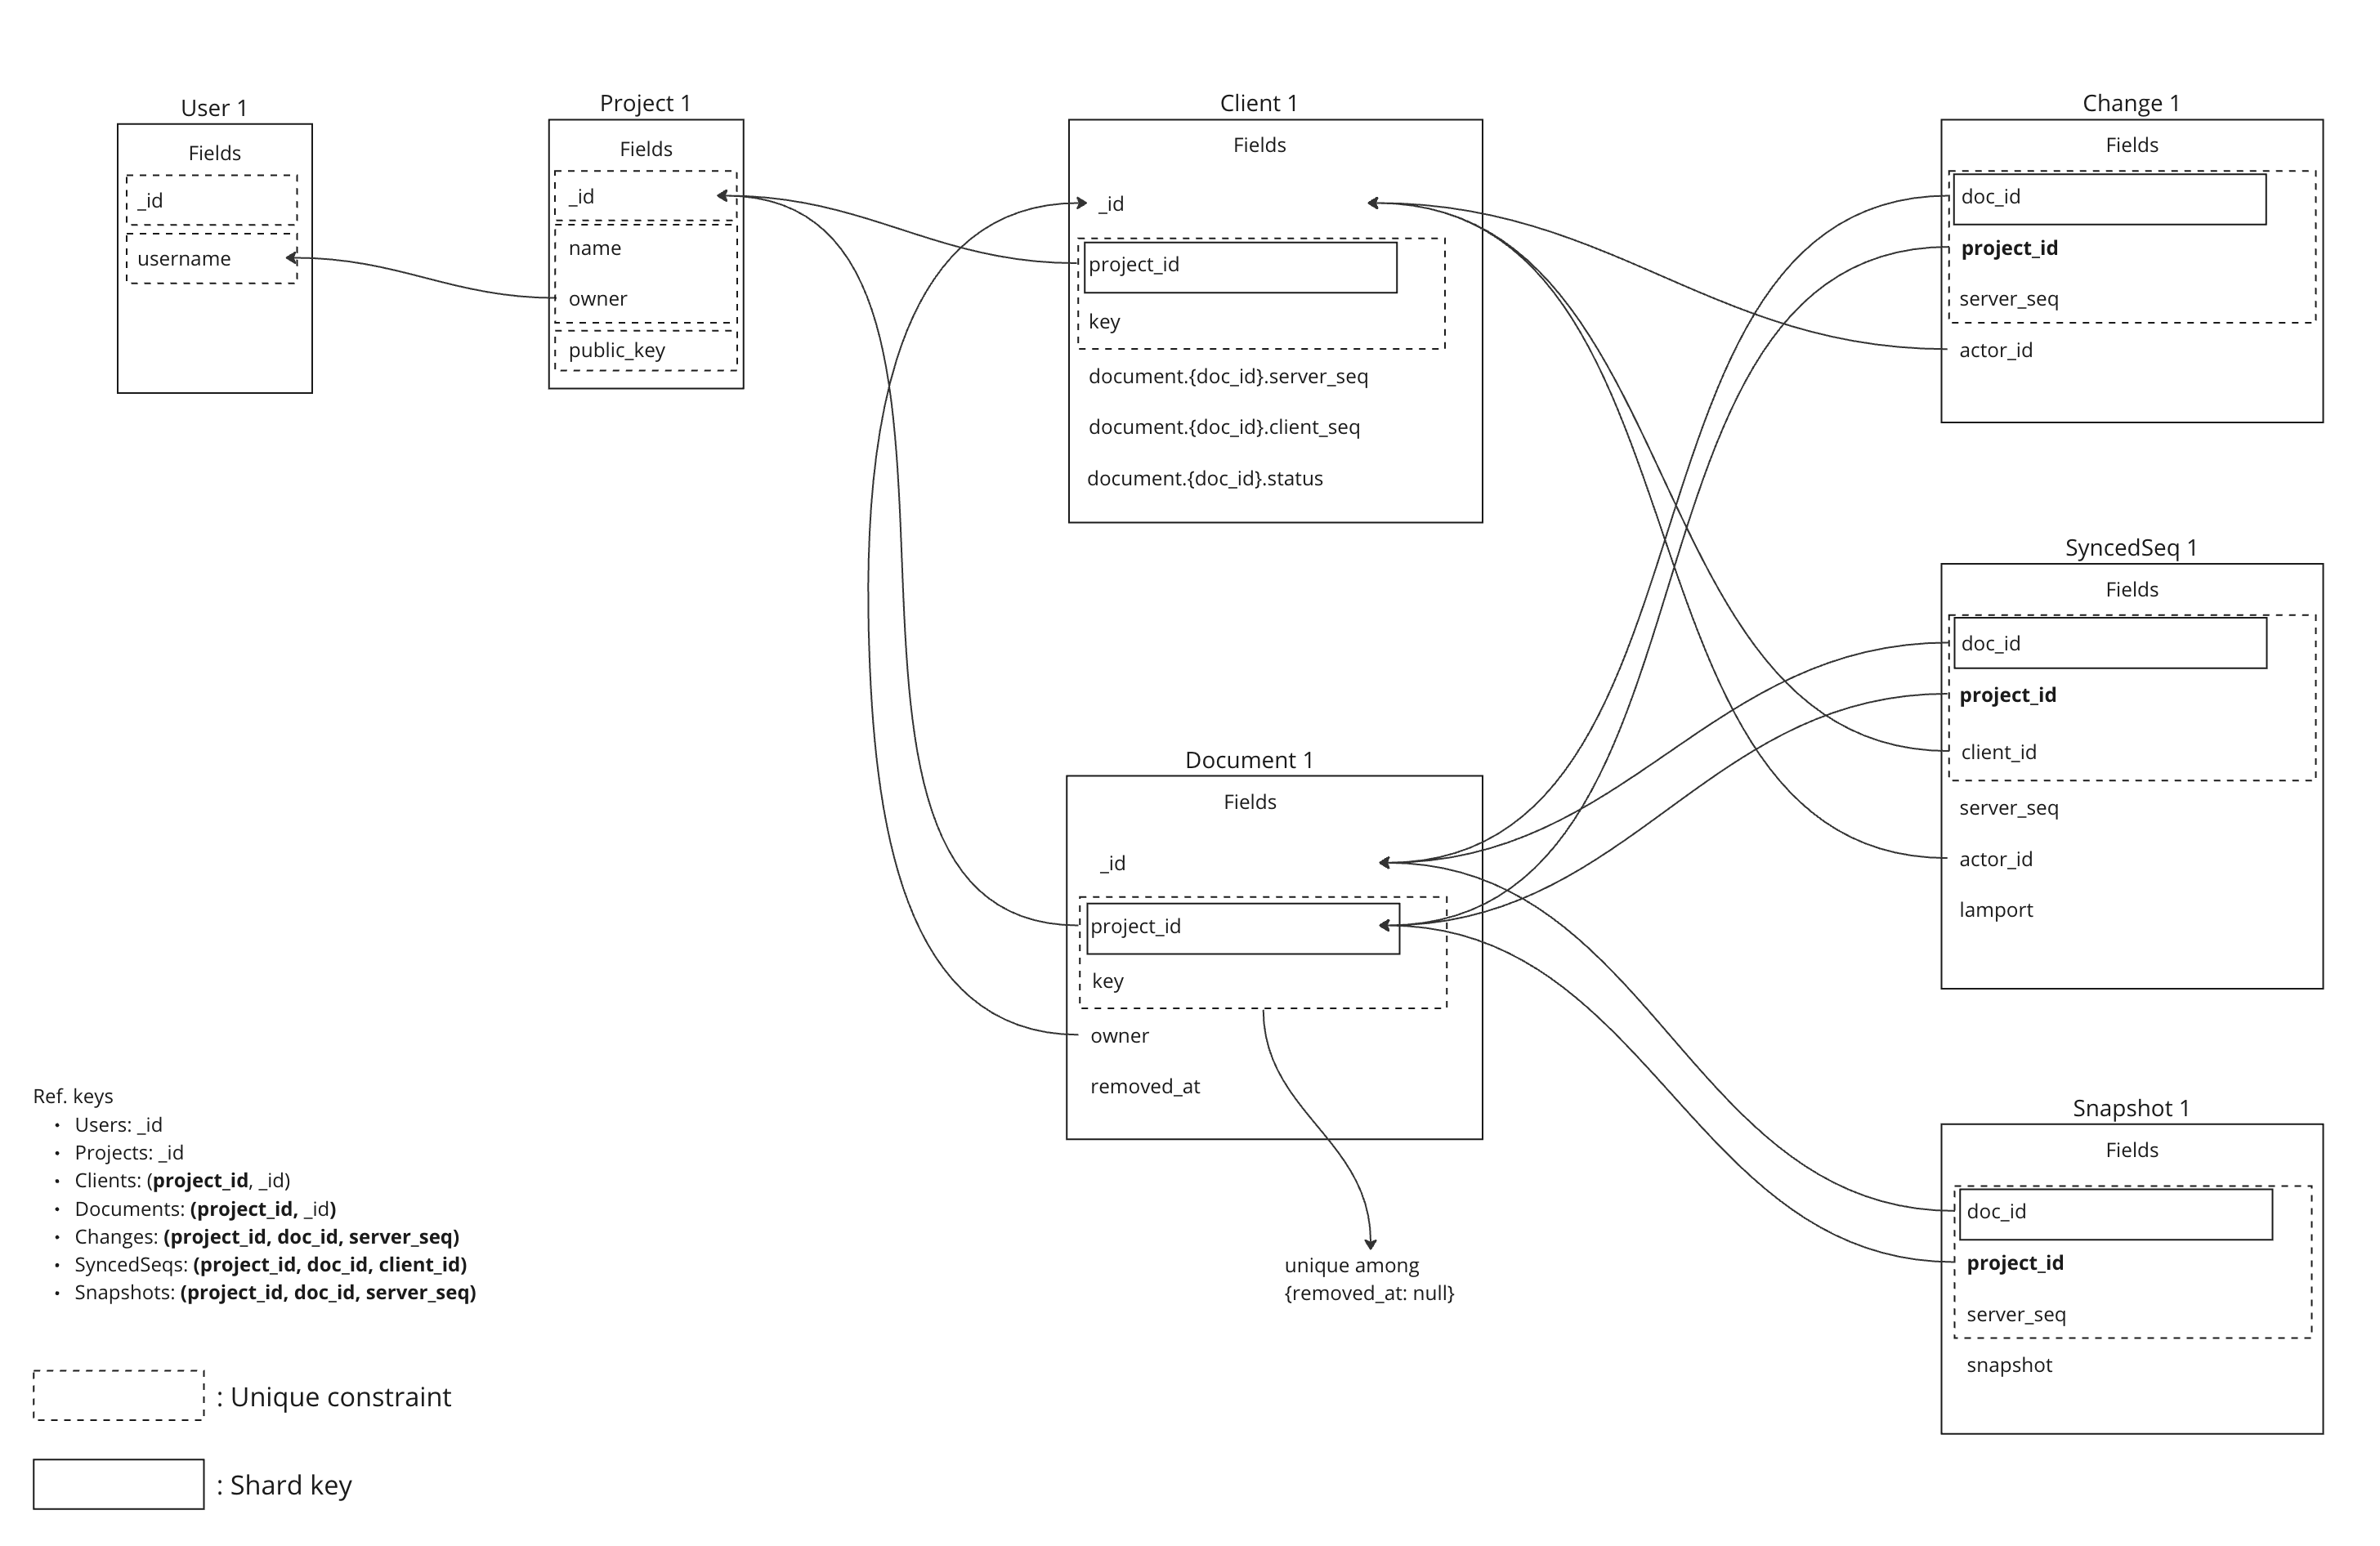 User 1
Fields
_id
username
Project 1
Fields
_id
name
owner
public_key
Client 1
Fields
_id
project_id
key
document.{doc_id}.server_seq
document.{doc_id}.client_seq
document.{doc_id}.status
Change 1
Fields
doc_id
project_id
server_seq
actor_id
SyncedSeq 1
Fields
doc_id
project_id
client_id
server_seq
actor_id
lamport
Document 1
Fields
_id
project_id
key
owner
removed_at
unique among
{removed_at: null}
Snapshot 1
Fields
doc_id
project_id
server_seq
snapshot
Ref. keys
• Users: _id
• Projects: _id
• Clients: (project_id, _id)
• Documents: (project_id, _id)
• Changes: (project_id, doc_id, server_seq)
• SyncedSeqs: (project_id, doc_id, client_id)
• Snapshots: (project_id, doc_id, server_seq)
: Unique constraint
: Shard key